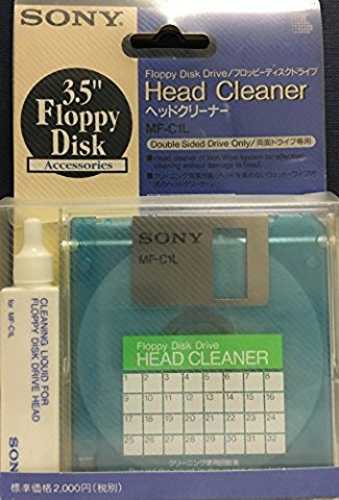 SONY
3.5"
Floppy
Disk
Accessories
Floppy Disk Drive/フロッピーディスクドライブ
Head Cleaner
ヘッドクリーナー
MF-C1L
Double Sided Drive Only/両面ドライブ専用
SONY
MF-C1L
Floppy Disk Drive
HEAD CLEANER
1 2 3 4 5 6 7 8
9 10 11 12 13 14 15 16
17 18 19 20 21 22 23 24
25 26 27 28 29 30 31 32
CLEANING LIQUID FOR
FLOPPY DISK DRIVE HEAD
for MF-C1L
SON
標準価格2,000円(税別)